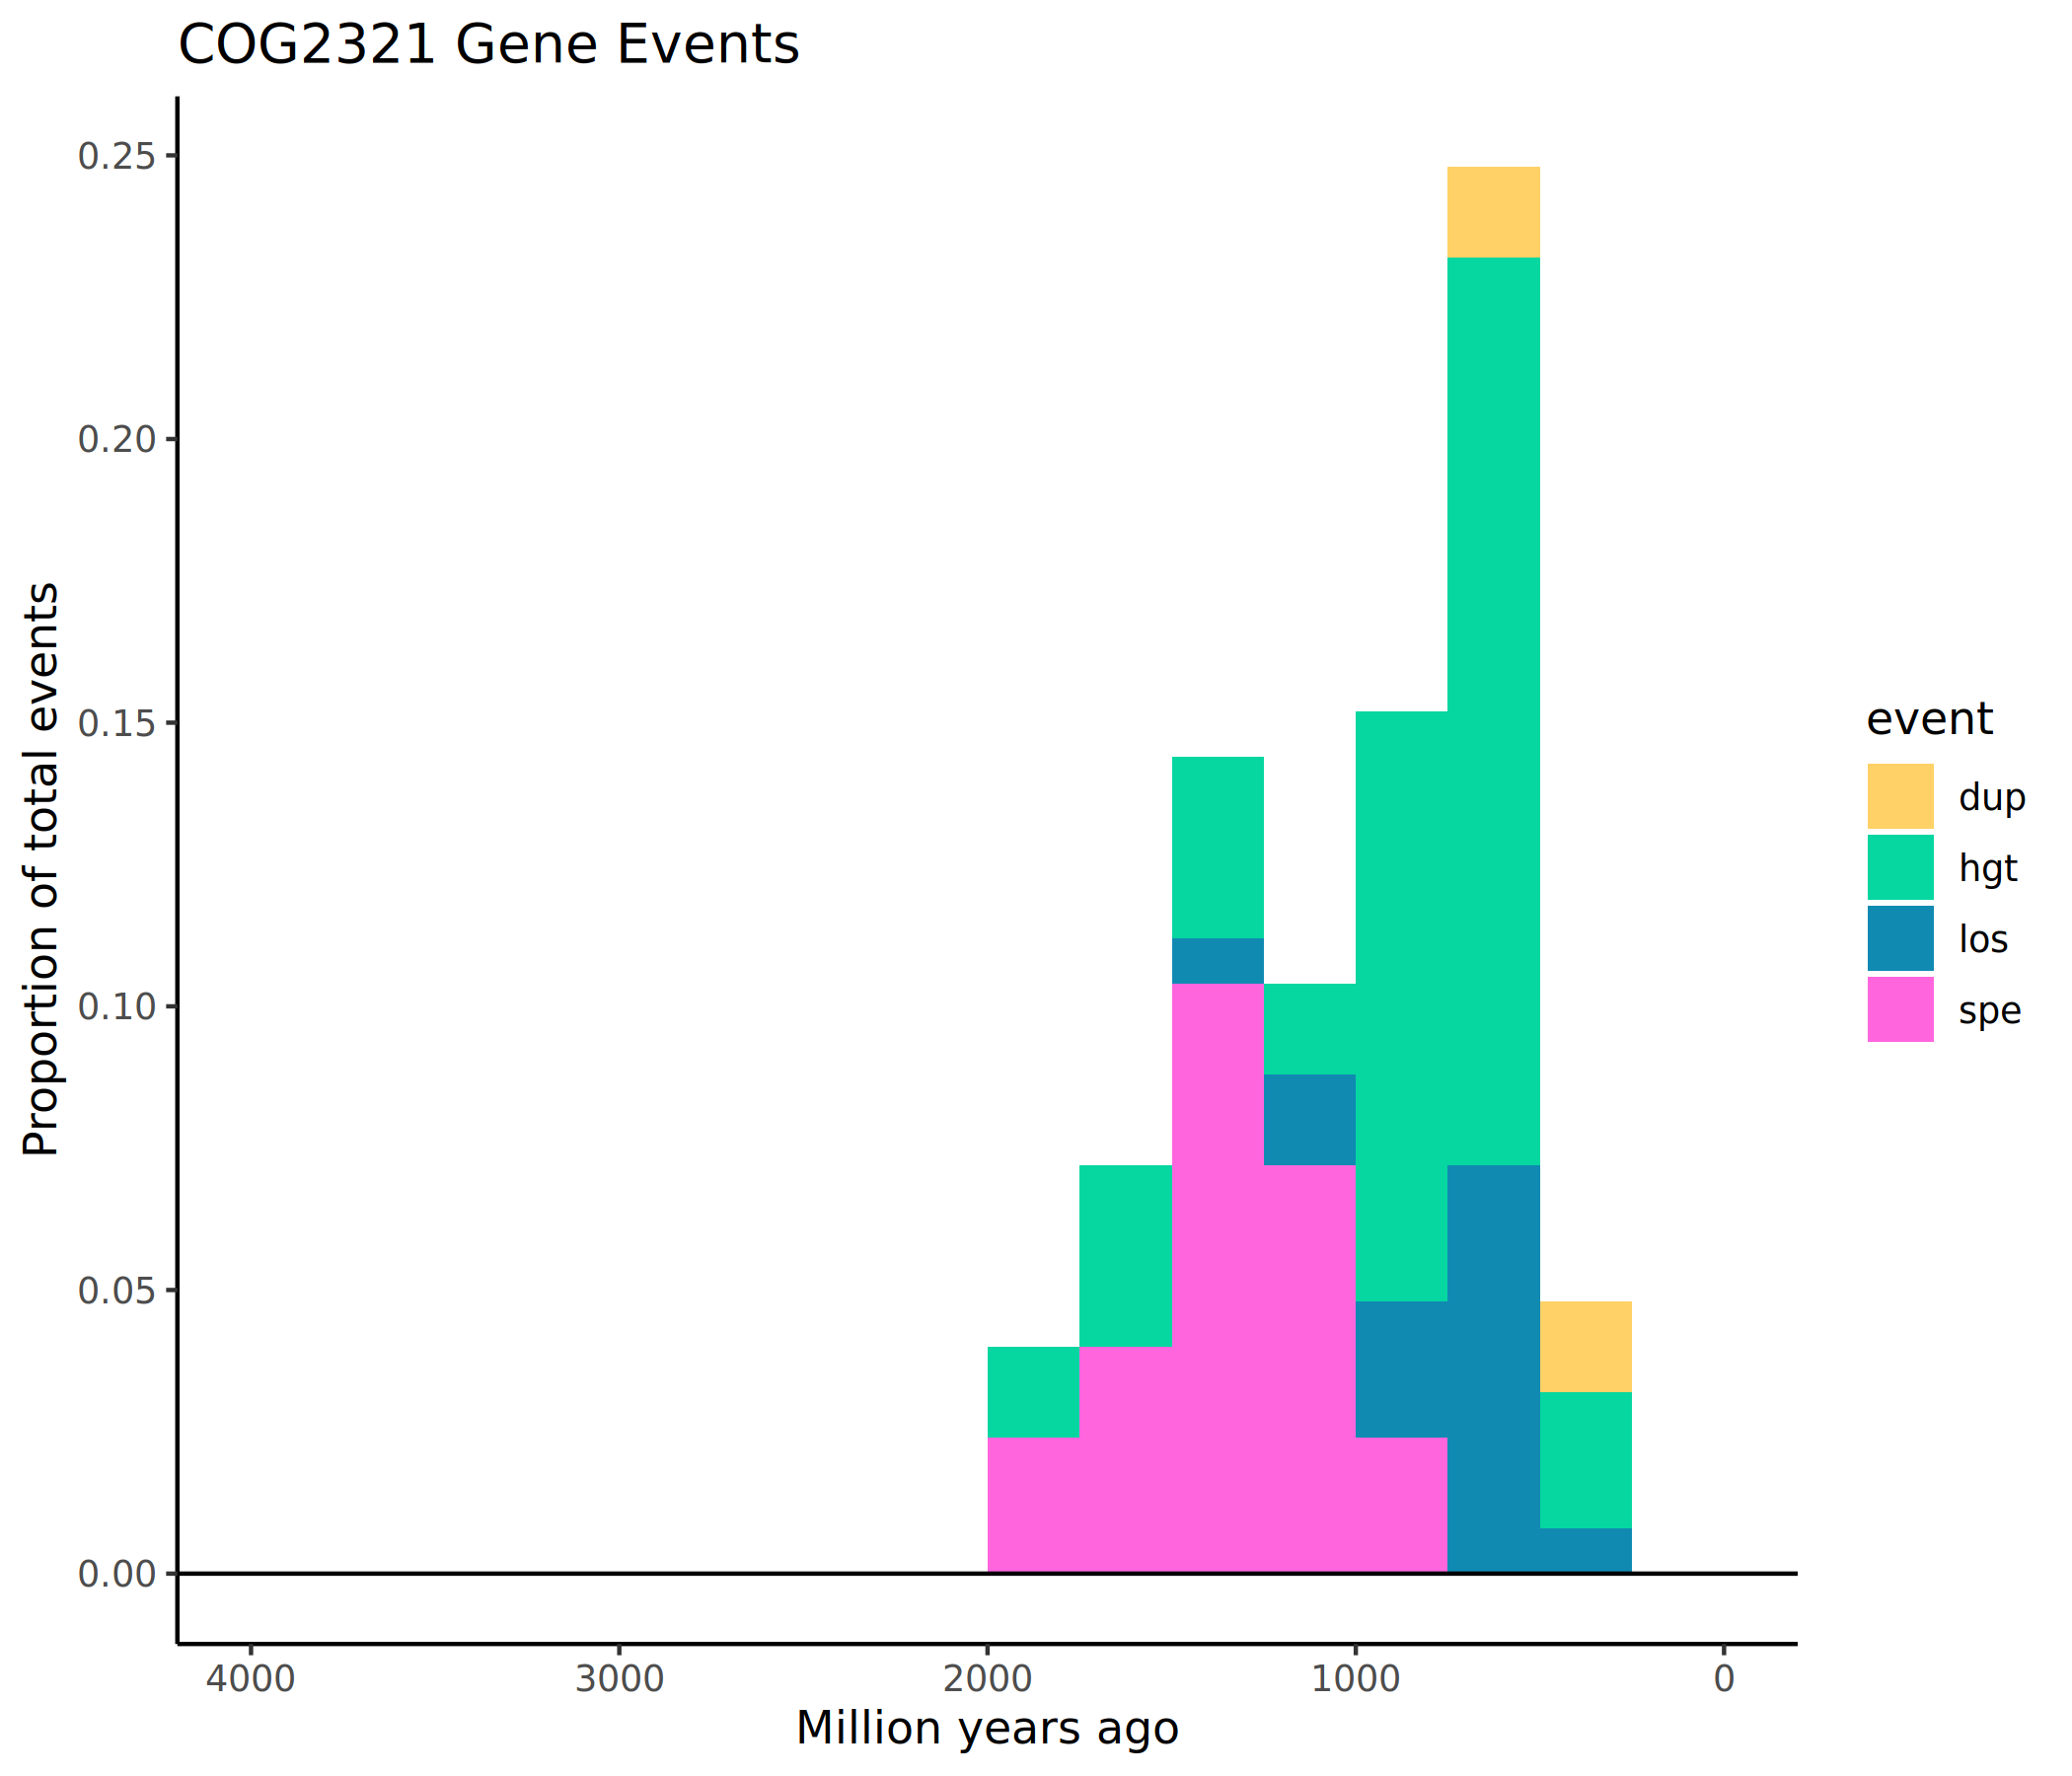 COG2321 Gene Events
Proportion of total events
0.25
0.20
0.15
0.10
0.05
0.00
4000 3000 2000 1000 0
Million years ago
event
dup
hgt
los
spe